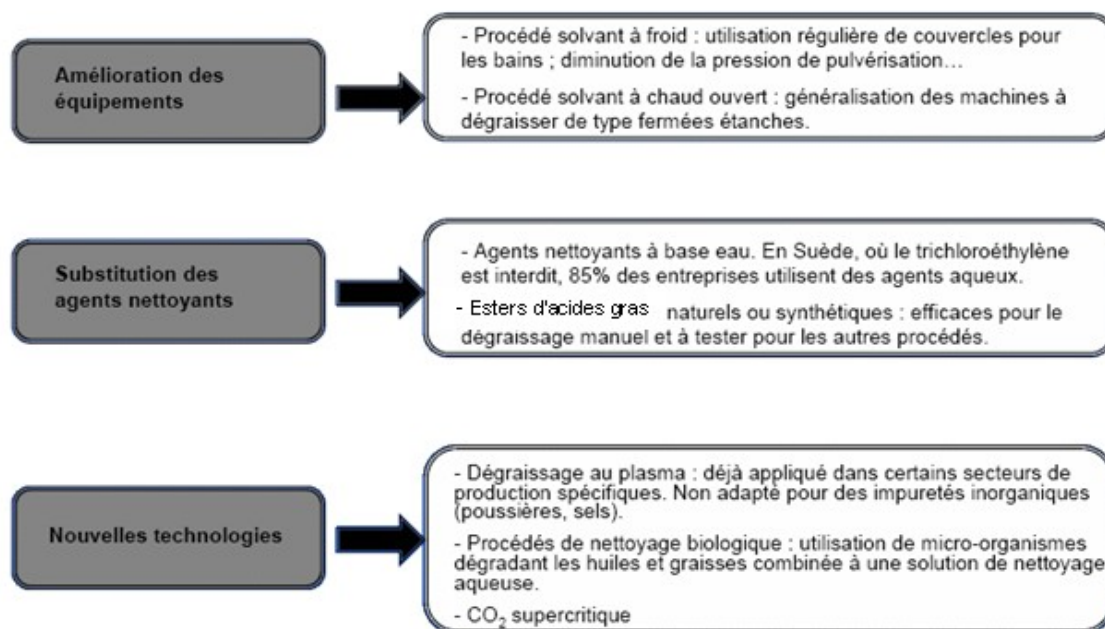 Amélioration des
équipements
- Procédé solvant à froid : utilisation régulière de couvercles pour
les bains ; diminution de la pression de pulvérisation…
- Procédé solvant à chaud ouvert : généralisation des machines à
dégraisser de type fermées étanches.
Substitution des
agents nettoyants
- Agents nettoyants à base eau. En Suède, où le trichloroéthylène
est interdit, 85% des entreprises utilisent des agents aqueux.
- Esters d'acides gras naturels ou synthétiques : efficaces pour le
dégraissage manuel et à tester pour les autres procédés.
Nouvelles technologies
- Dégraissage au plasma : déjà appliqué dans certains secteurs de
production spécifiques. Non adapté pour des impuretés inorganiques
(poussières, sels).
- Procédés de nettoyage biologique : utilisation de micro-organismes
dégradant les huiles et graisses combinée à une solution de nettoyage
aqueuse.
- CO₂ supercritique